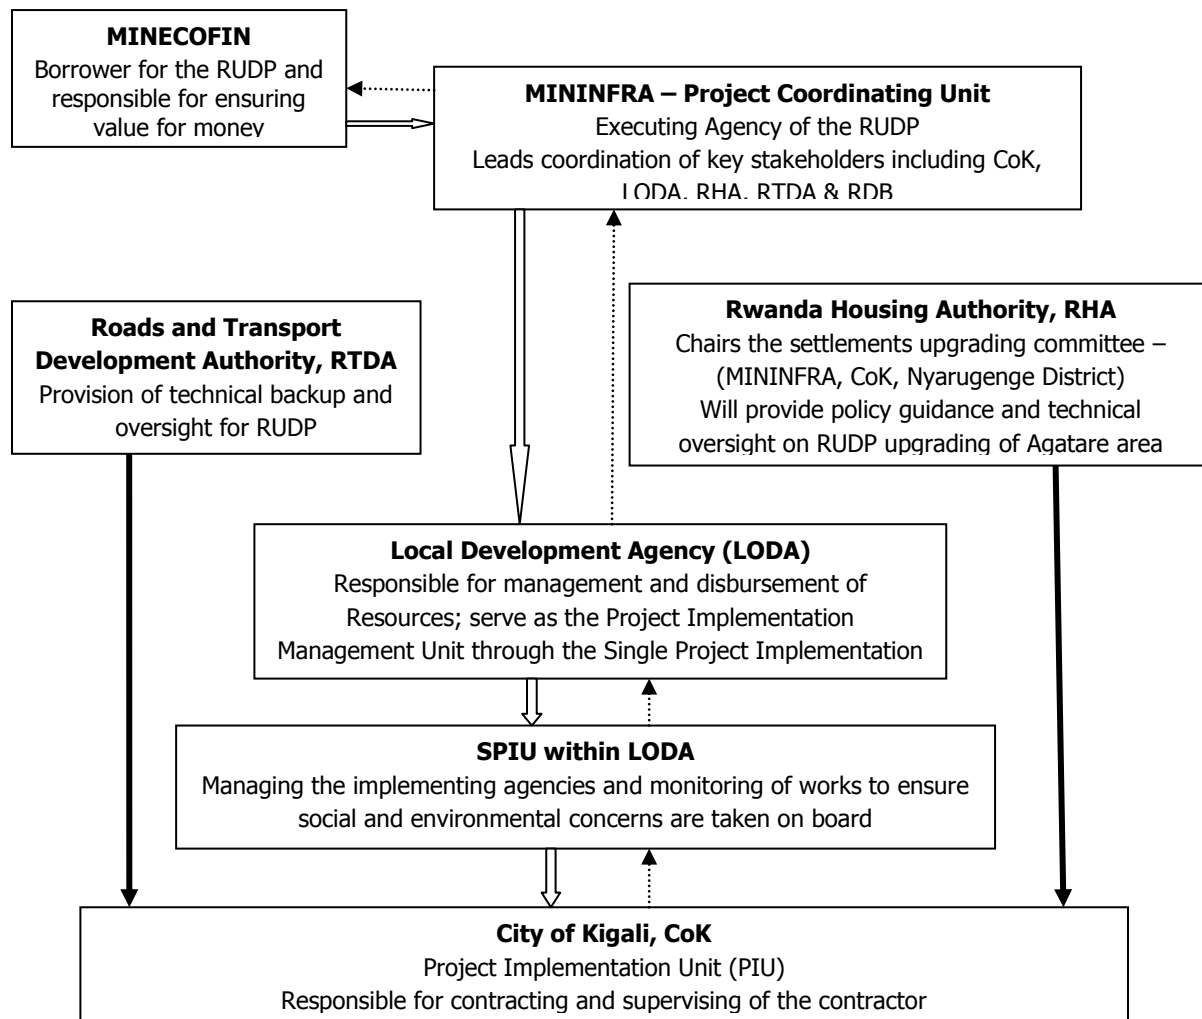 MINECOFIN
Borrower for the RUDP and
responsible for ensuring
value for money
MININFRA – Project Coordinating Unit
Executing Agency of the RUDP
Leads coordination of key stakeholders including CoK,
LODA, RHA, RTDA & RDB
Roads and Transport
Development Authority, RTDA
Provision of technical backup and
oversight for RUDP
Rwanda Housing Authority, RHA
Chairs the settlements upgrading committee –
(MININFRA, CoK, Nyarugenge District)
Will provide policy guidance and technical
oversight on RUDP upgrading of Agatare area
Local Development Agency (LODA)
Responsible for management and disbursement of
Resources; serve as the Project Implementation
Management Unit through the Single Project Implementation
SPIU within LODA
Managing the implementing agencies and monitoring of works to ensure
social and environmental concerns are taken on board
City of Kigali, CoK
Project Implementation Unit (PIU)
Responsible for contracting and supervising of the contractor